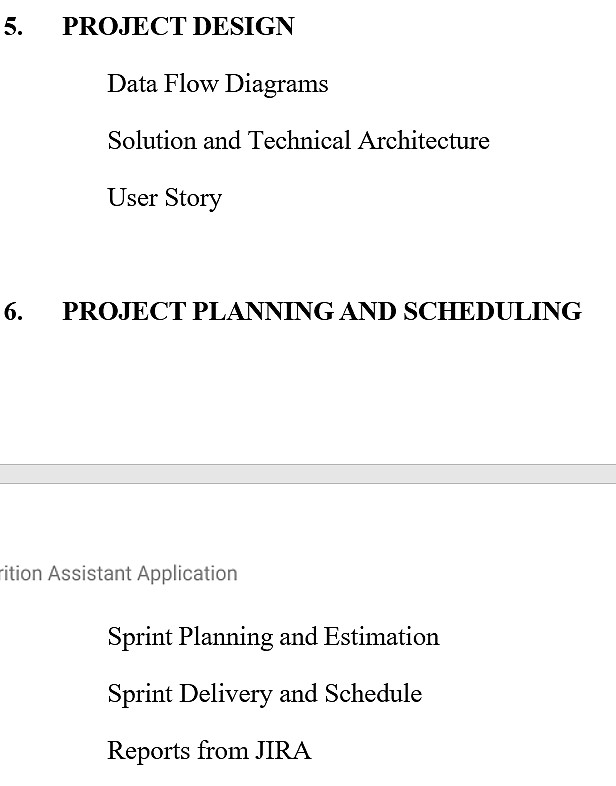 5. PROJECT DESIGN
Data Flow Diagrams
Solution and Technical Architecture
User Story
6. PROJECT PLANNING AND SCHEDULING
rition Assistant Application
Sprint Planning and Estimation
Sprint Delivery and Schedule
Reports from JIRA